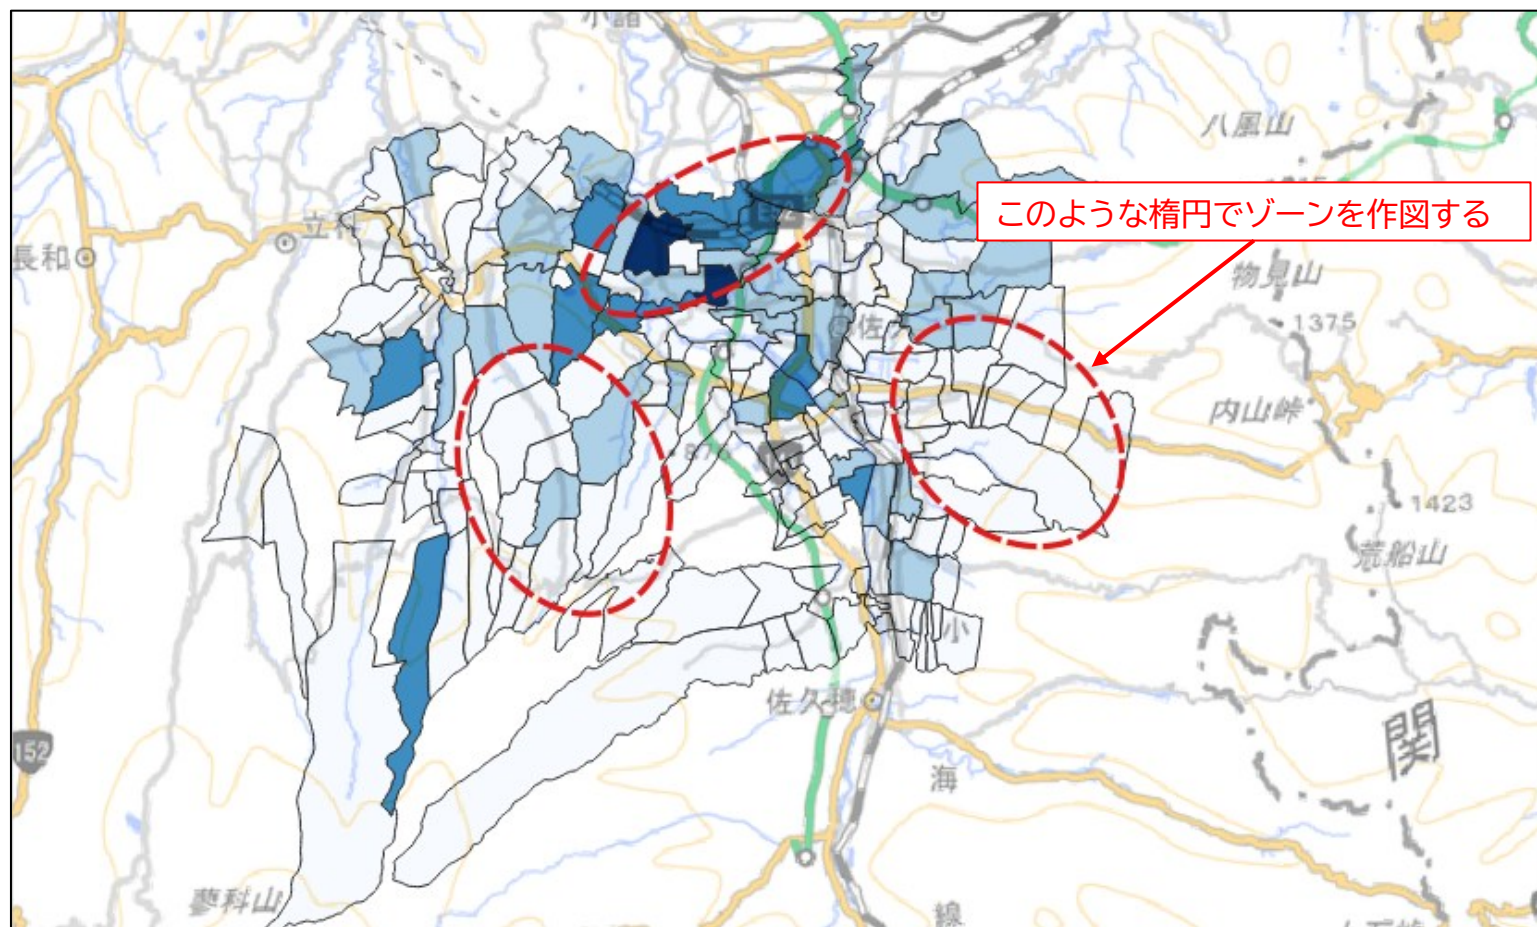 小諸
八風山
立科
長和
このような楕円でゾーンを作図する
物見山
1375
内山峠
1423
荒船山
小
佐久穂
152
関
海
蓼科山
線